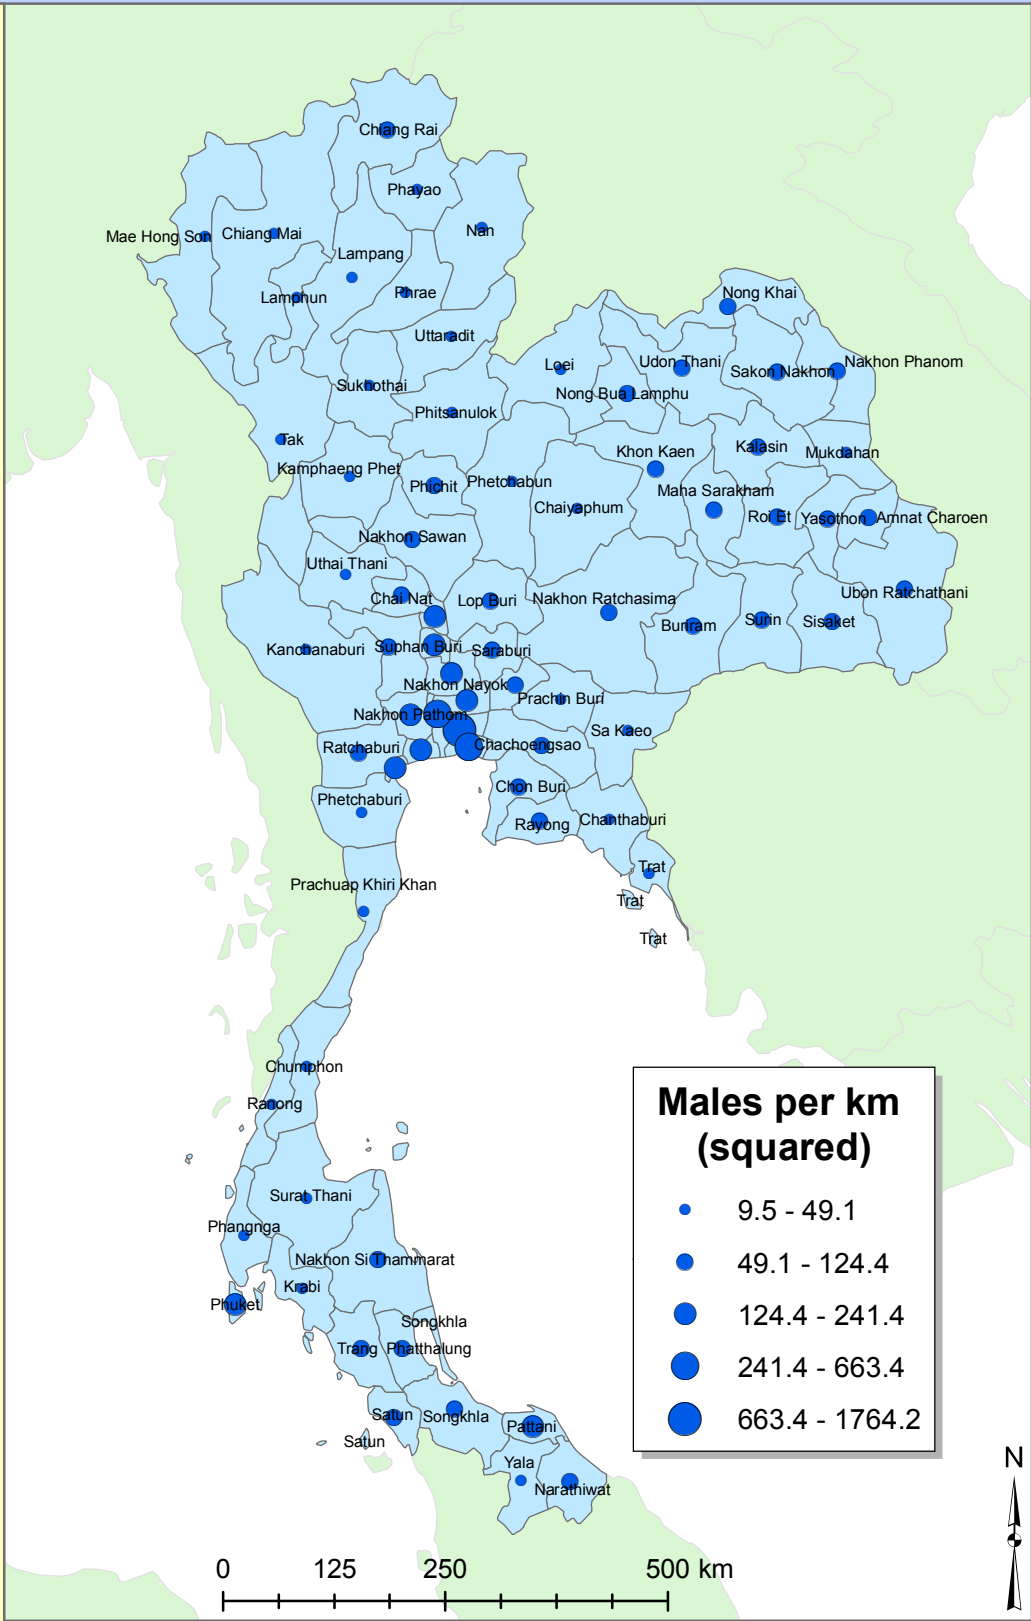 Chiang Rai
Phayao
Nan
Mae Hong Son
Chiang Mai
Lampang
Lamphun
Phrae
Nong Khai
Uttaradit
Loei
Udon Thani
Sakon Nakhon
Nakhon Phanom
Sukhothai
Nong Bua Lamphu
Phitsanulok
Tak
Khon Kaen
Kalasin
Mukdahan
Kamphaeng Phet
Phichit
Phetchabun
Maha Sarakham
Chaiyaphum
Roi Et
Yasothon
Amnat Charoen
Nakhon Sawan
Uthai Thani
Chai Nat
Lop Buri
Nakhon Ratchasima
Ubon Ratchathani
Buriram
Surin
Sisaket
Kanchanaburi
Suphan Buri
Saraburi
Nakhon Nayok
Prachin Buri
Nakhon Pathom
Sa Kaeo
Ratchaburi
Chachoengsao
Chon Buri
Phetchaburi
Rayong
Chanthaburi
Trat
Prachuap Khiri Khan
Trat
Trat
Chumphon
Ranong
Surat Thani
Phangnga
Nakhon Si Thammarat
Krabi
Phuket
Songkhla
Trang
Phatthalung
Satun
Songkhla
Pattani
Satun
Yala
Narathiwat
Males per km
(squared)
9.5 - 49.1
49.1 - 124.4
124.4 - 241.4
241.4 - 663.4
663.4 - 1764.2
N
0 125 250 500 km